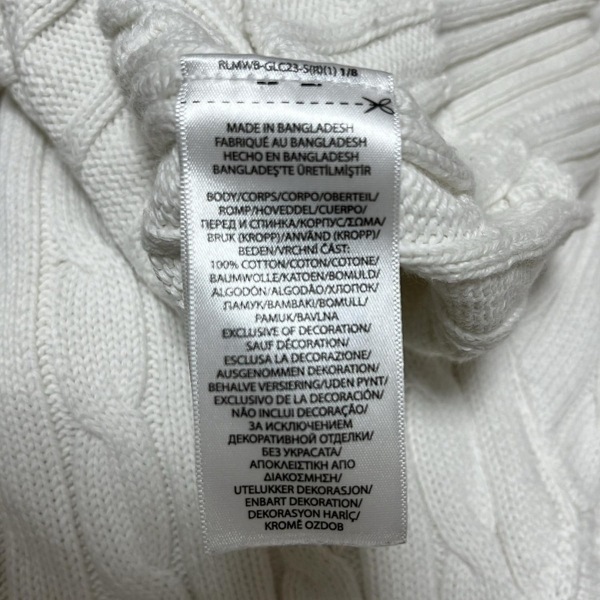 RLMWB-GLC23-S(R)(1) 1/8
MADE IN BANGLADESH
FABRIQUÉ AU BANGLADESH
HECHO EN BANGLADESH
BANGLADEŞ'TE ÜRETİLMİŞTİR
BODY/CORPS/CORPO/OBERTEIL/
ROMP/HOVEDDEL/CUERPO/
ПЕРЕД И СПИНКА/КОРПУС/ΣΩΜΑ/
BRUK (KROPP)/ANVÄND (KROPP)/
BEDEN/VRCHNÍ ČÁST:
100% COTTON/COTON/COTONE/
BAUMWOLLE/KATOEN/BOMULD/
ALGODÓN/ALGODÃO/ХЛОПОК/
ПАМУК/ΒΑΜΒΑΚΙ/BOMULL/
PAMUK/BAVLNA
EXCLUSIVE OF DECORATION/
SAUF DÉCORATION/
ESCLUSA LA DECORAZIONE/
AUSGENOMMEN DEKORATION/
BEHALVE VERSIERING/UDEN PYNT/
EXCLUSIVO DE LA DECORACIÓN/
NÃO INCLUI DECORAÇÃO/
ЗА ИСКЛЮЧЕНИЕМ
ДЕКОРАТИВНОЙ ОТДЕЛКИ/
БЕЗ УКРАСАТА/
ΑΠΟΚΛΕΙΣΤΙΚΗ ΑΠΟ
ΔΙΑΚΟΣΜΗΣΗ/
UTELUKKER DEKORASJON/
ENBART DEKORATION/
DEKORASYON HARİÇ/
KROMĚ OZDOB